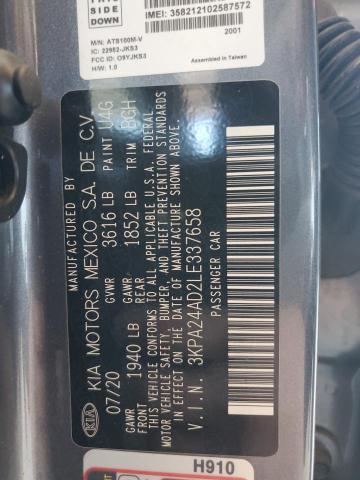 THIS
SIDE
IMEI: 358212102587572
2001
M/N: ATS100M-V
IC: 22952-JKS3
FCC ID: O9YJKS3
H/W: 1.0
Assembled in Taiwan
KIA
MANUFACTURED BY
KIA MOTORS MEXICO S.A. DE C.V.
07/20 GVWR 3616 LB PAINT U4G
GAWR FRONT 1940 LB GAWR REAR 1852 LB TRIM BGH
THIS VEHICLE CONFORMS TO ALL APPLICABLE U.S.A. FEDERAL
MOTOR VEHICLE SAFETY, BUMPER, AND THEFT PREVENTION STANDARDS
IN EFFECT ON THE DATE OF MANUFACTURE SHOWN ABOVE.
V.I.N. 3KPA24AD2LE337658
PASSENGER CAR
H910